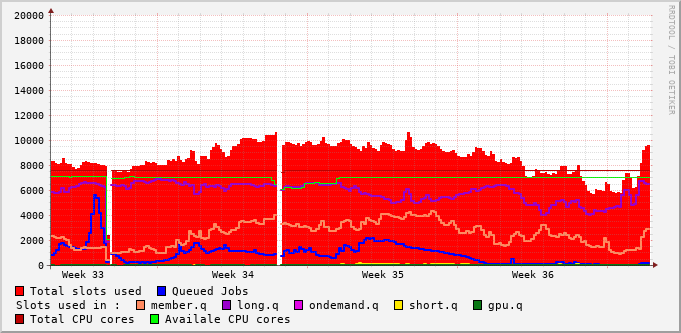 20000
18000
16000
14000
12000
10000
8000
6000
4000
2000
0
Week 33 Week 34 Week 35 Week 36
RRDTOOL / TOBI OETIKER
Total slots used Queued Jobs
Slots used in : member.q long.q ondemand.q short.q gpu.q
Total CPU cores Availale CPU cores